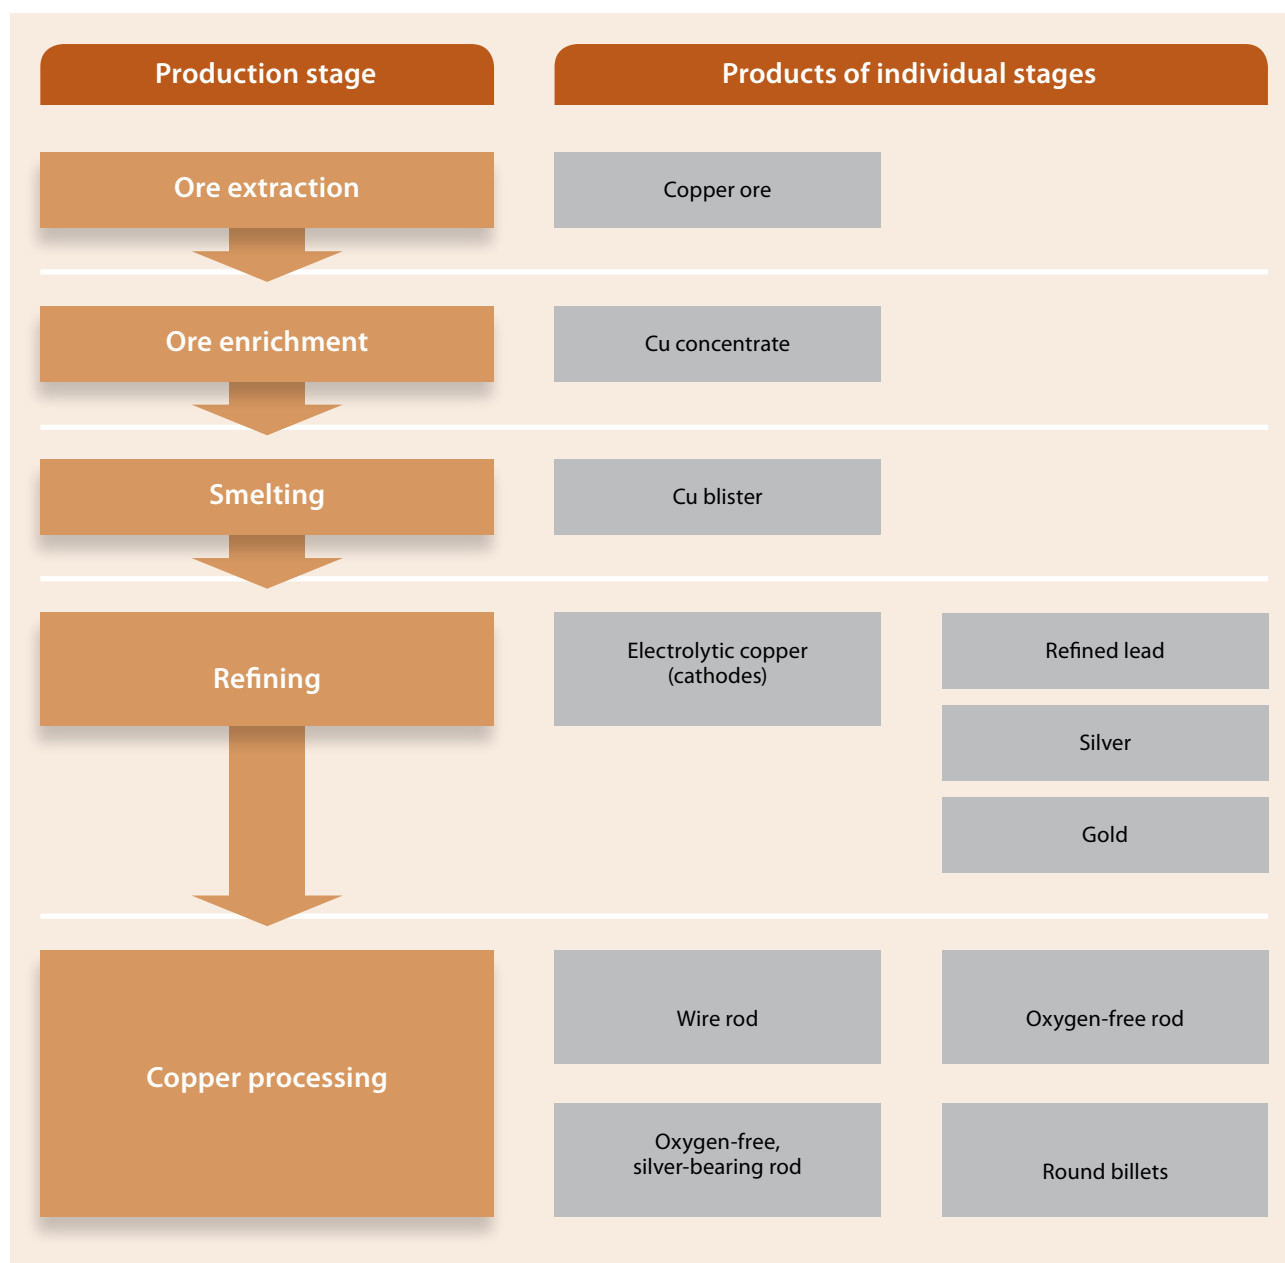 Production stage
Products of individual stages
Ore extraction
Copper ore
Ore enrichment
Cu concentrate
Smelting
Cu blister
Refining
Electrolytic copper
(cathodes)
Refined lead
Silver
Gold
Copper processing
Wire rod
Oxygen-free rod
Oxygen-free,
silver-bearing rod
Round billets